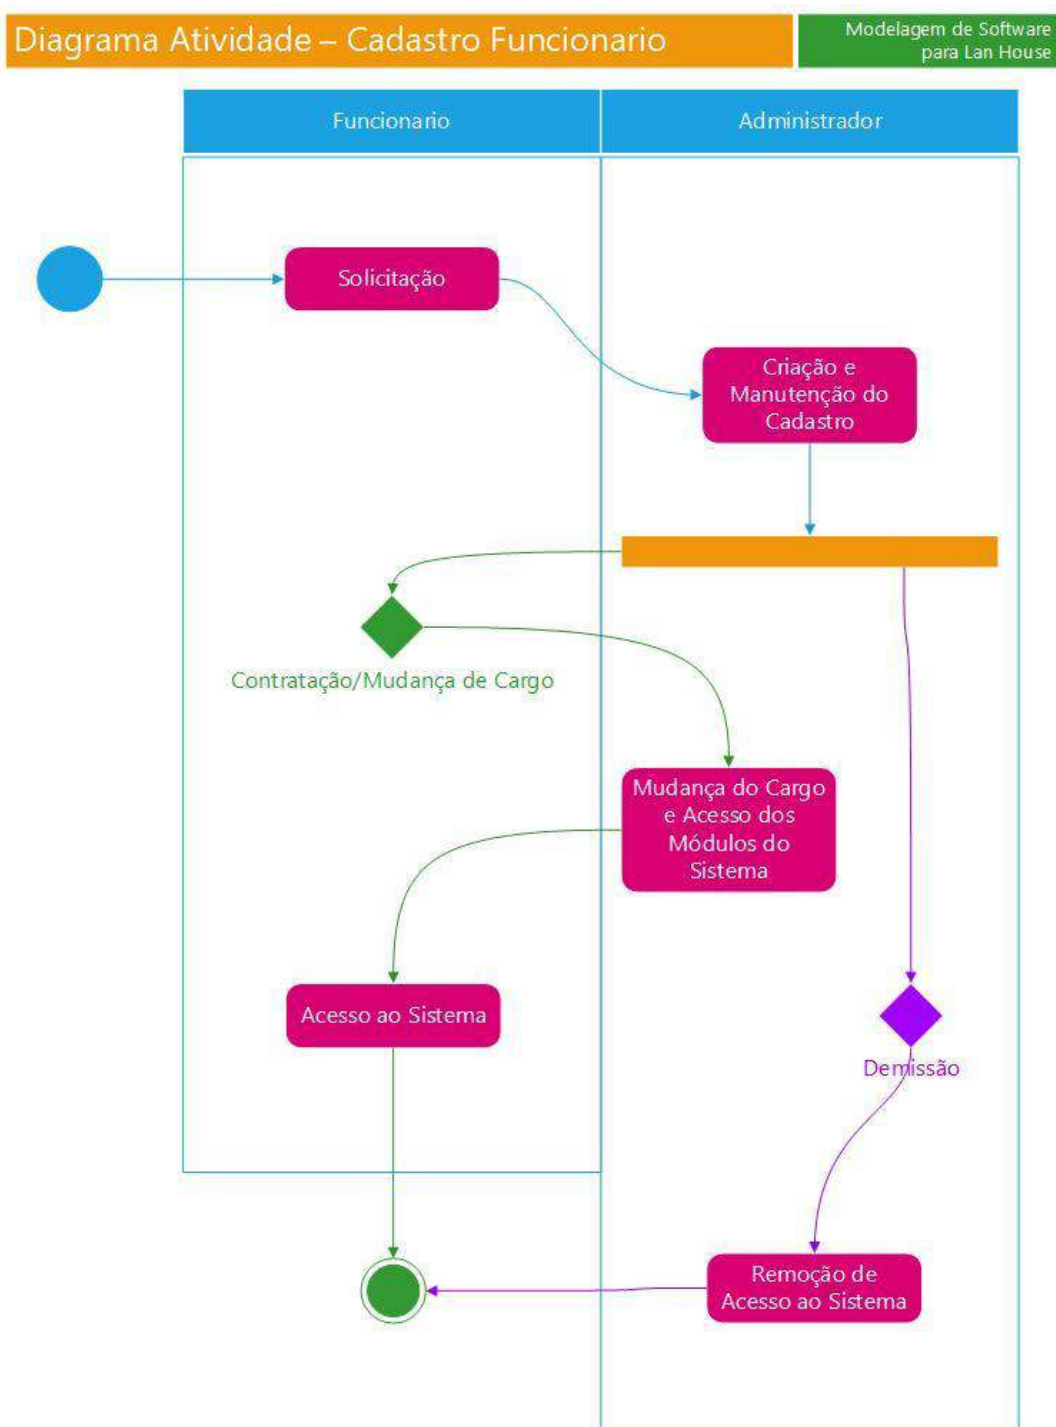 Diagrama Atividade – Cadastro Funcionario
Modelagem de Software
para Lan House
Funcionario
Administrador
Solicitação
Criação e
Manutenção do
Cadastro
Contratação/Mudança de Cargo
Mudança do Cargo
e Acesso dos
Módulos do
Sistema
Acesso ao Sistema
Demissão
Remoção de
Acesso ao Sistema